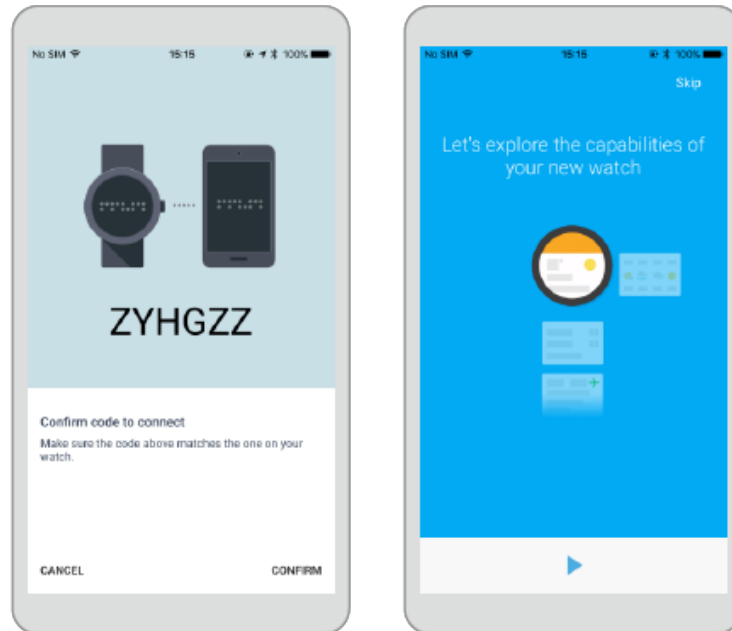 No SIM 15:15 100%
ZYHGZZ
Confirm code to connect
Make sure the code above matches the one on your
watch.
CANCEL CONFIRM
No SIM 15:15 100%
Skip
Let's explore the capabilities of
your new watch